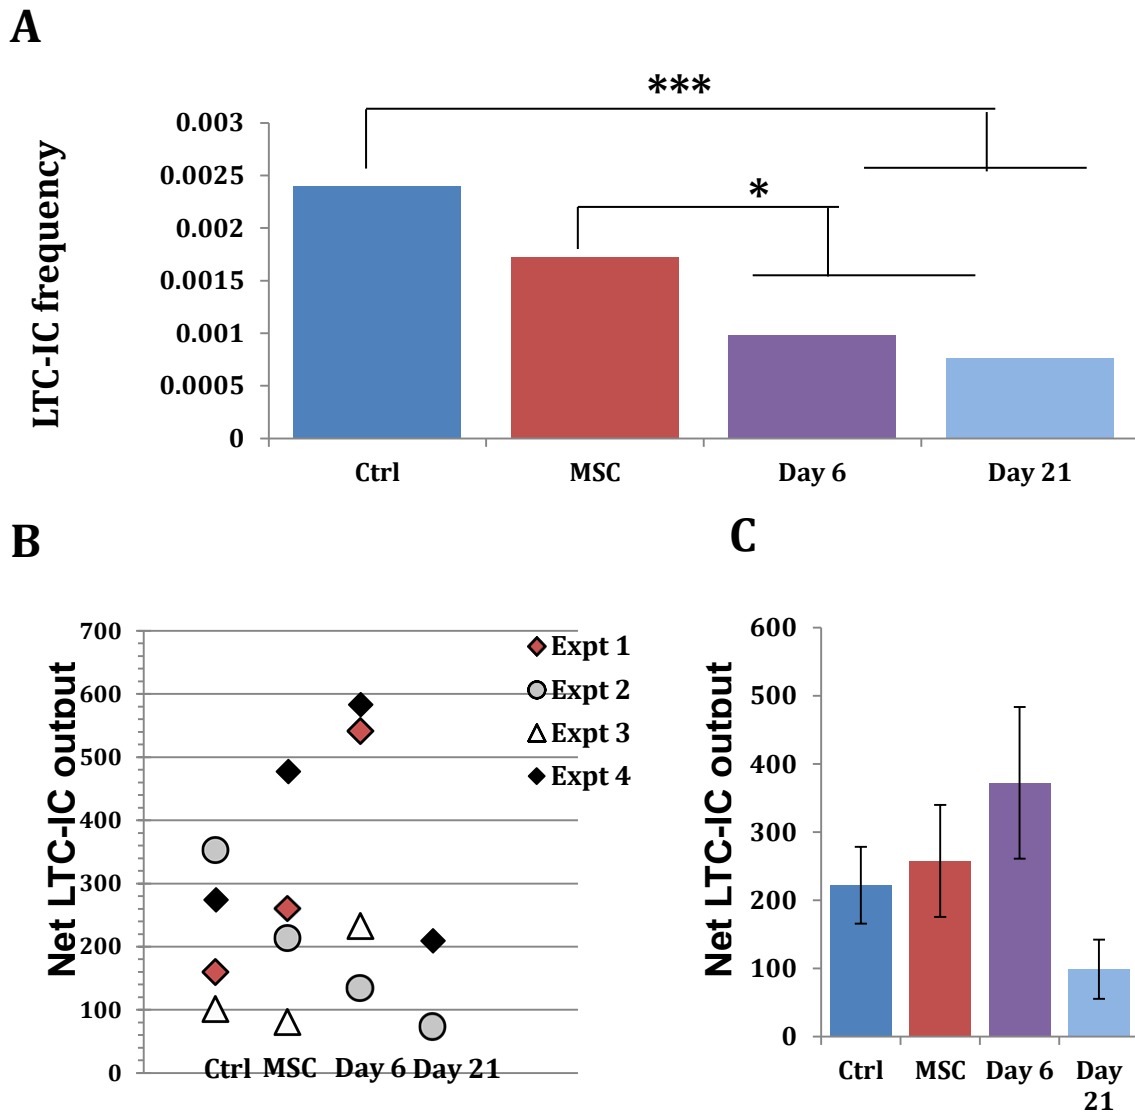 A
***
*
LTC-IC frequency
0.003
0.0025
0.002
0.0015
0.001
0.0005
0
Ctrl MSC Day 6 Day 21
B
Net LTC-IC output
700
600
500
400
300
200
100
0
Ctrl MSC Day 6 Day 21
Expt 1
Expt 2
Expt 3
Expt 4
C
Net LTC-IC output
600
500
400
300
200
100
0
Ctrl MSC Day 6 Day
21